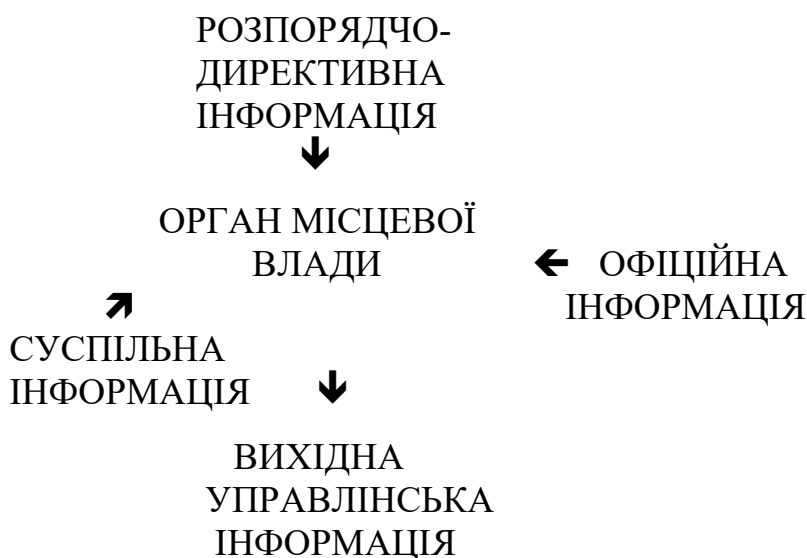 РОЗПОРЯДЧО-
ДИРЕКТИВНА
ІНФОРМАЦІЯ
ОРГАН МІСЦЕВОЇ
ВЛАДИ
ОФІЦІЙНА
ІНФОРМАЦІЯ
СУСПІЛЬНА
ІНФОРМАЦІЯ
ВИХІДНА
УПРАВЛІНСЬКА
ІНФОРМАЦІЯ